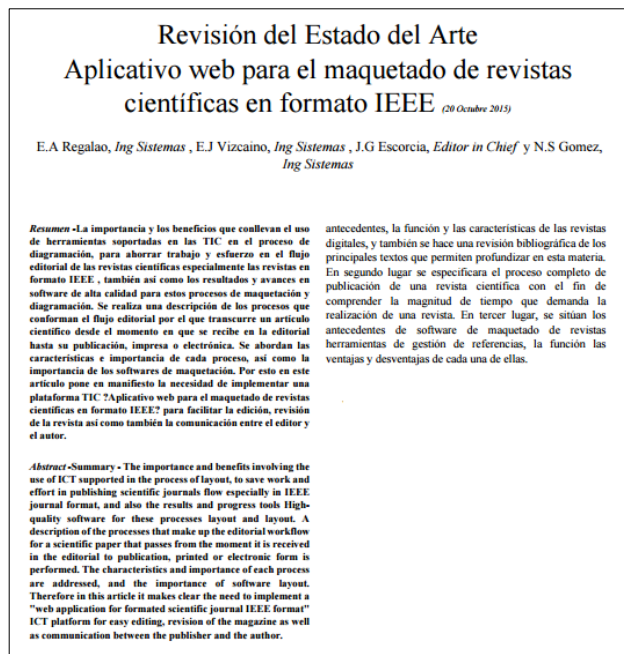 Revisión del Estado del Arte
Aplicativo web para el maquetado de revistas
científicas en formato IEEE (20 Octubre 2015)
E.A Regalao, Ing Sistemas , E.J Vizcaino, Ing Sistemas , J.G Escorcia, Editor in Chief y N.S Gomez,
Ing Sistemas
Resumen -La importancia y los beneficios que conllevan el uso
de herramientas soportadas en las TIC en el proceso de
diagramación, para ahorrar trabajo y esfuerzo en el flujo
editorial de las revistas científicas especialmente las revistas en
formato IEEE , también así como los resultados y avances en
software de alta calidad para estos procesos de maquetación y
diagramación. Se realiza una descripción de los procesos que
conforman el flujo editorial por el que transcurre un artículo
científico desde el momento en que se recibe en la editorial
hasta su publicación, impresa o electrónica. Se abordan las
características e importancia de cada proceso, así como la
importancia de los softwares de maquetación. Por esto en este
artículo pone en manifiesto la necesidad de implementar una
plataforma TIC ?Aplicativo web para el maquetado de revistas
científicas en formato IEEE? para facilitar la edición, revisión
de la revista así como también la comunicación entre el editor y
el autor.
Abstract -Summary - The importance and benefits involving the
use of ICT supported in the process of layout, to save work and
effort in publishing scientific journals flow especially in IEEE
journal format, and also the results and progress tools High-
quality software for these processes layout and layout. A
description of the processes that make up the editorial workflow
for a scientific paper that passes from the moment it is received
in the editorial to publication, printed or electronic form is
performed. The characteristics and importance of each process
are addressed, and the importance of software layout.
Therefore in this article it makes clear the need to implement a
"web application for formated scientific journal IEEE format"
ICT platform for easy editing, revision of the magazine as well
as communication between the publisher and the author.
antecedentes, la función y las características de las revistas
digitales, y también se hace una revisión bibliográfica de los
principales textos que permiten profundizar en esta materia.
En segundo lugar se especificara el proceso completo de
publicación de una revista científica con el fin de
comprender la magnitud de tiempo que demanda la
realización de una revista. En tercer lugar, se sitúan los
antecedentes de software de maquetado de revistas
herramientas de gestión de referencias, la función las
ventajas y desventajas de cada una de ellas.